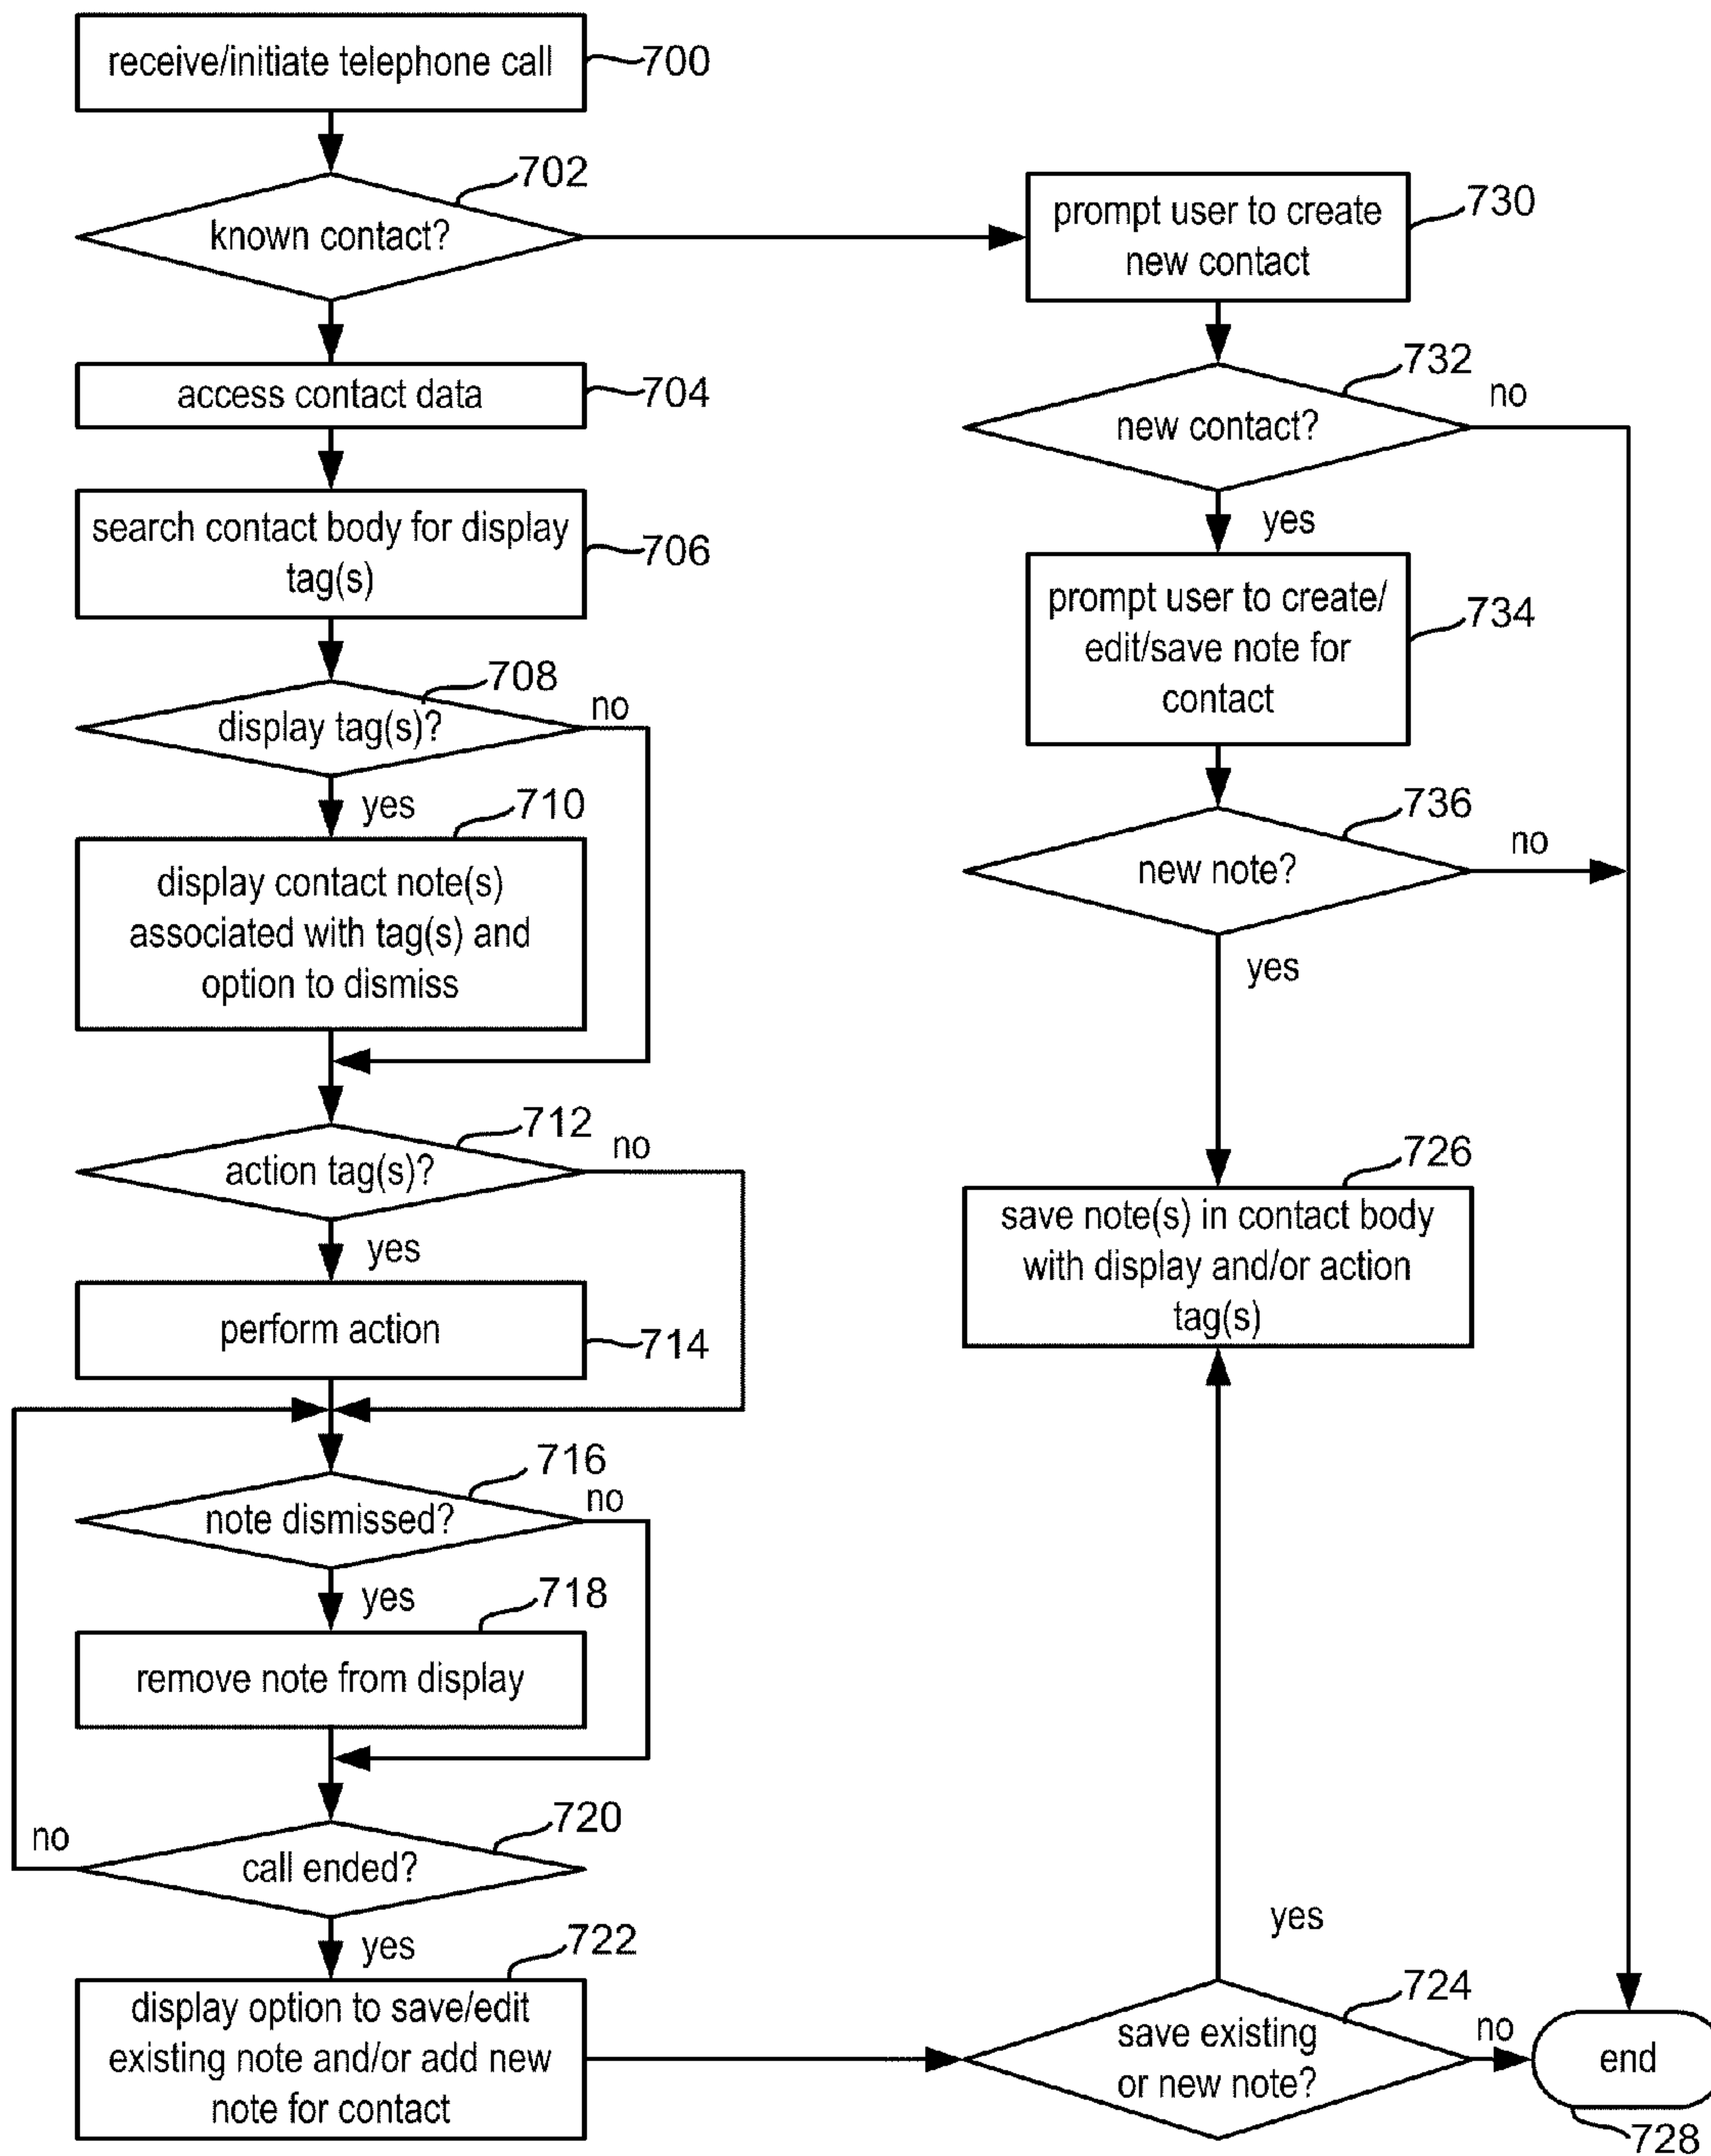 receive/initiate telephone call
700
702
known contact?
access contact data
704
search contact body for display
tag(s)
706
708
display tag(s)?
no
yes
710
display contact note(s)
associated with tag(s) and
option to dismiss
712
action tag(s)?
no
yes
perform action
714
716
note dismissed?
no
yes
718
remove note from display
720
call ended?
no
yes
722
display option to save/edit
existing note and/or add new
note for contact
prompt user to create
new contact
730
732
new contact?
no
yes
prompt user to create/
edit/save note for
contact
734
736
new note?
no
yes
726
save note(s) in contact body
with display and/or action
tag(s)
yes
724
save existing
or new note?
no
end
728